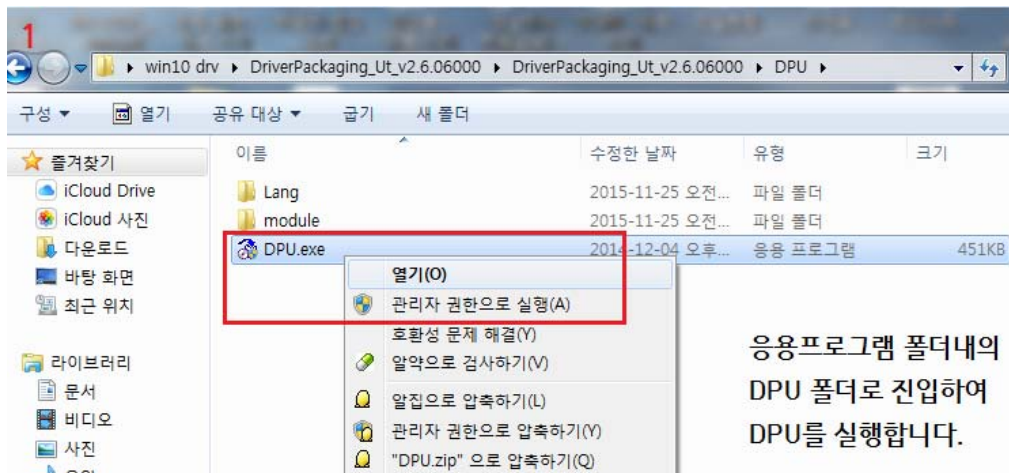 1
win10 drv ▸ DriverPackaging_Ut_v2.6.06000 ▸ DriverPackaging_Ut_v2.6.06000 ▸ DPU ▸
구성 열기 공유 대상 굽기 새 폴더
즐겨찾기
iCloud Drive
iCloud 사진
다운로드
바탕 화면
최근 위치
라이브러리
문서
비디오
사진
이름 수정한 날짜 유형 크기
Lang 2015-11-25 오전... 파일 폴더
module 2015-11-25 오전... 파일 폴더
DPU.exe 2014-12-04 오후... 응용 프로그램 451KB
열기(O)
관리자 권한으로 실행(A)
호환성 문제 해결(Y)
알약으로 검사하기(V)
알집으로 압축하기(L)
관리자 권한으로 압축하기(Y)
"DPU.zip" 으로 압축하기(Q)
응용프로그램 폴더내의
DPU 폴더로 진입하여
DPU를 실행합니다.